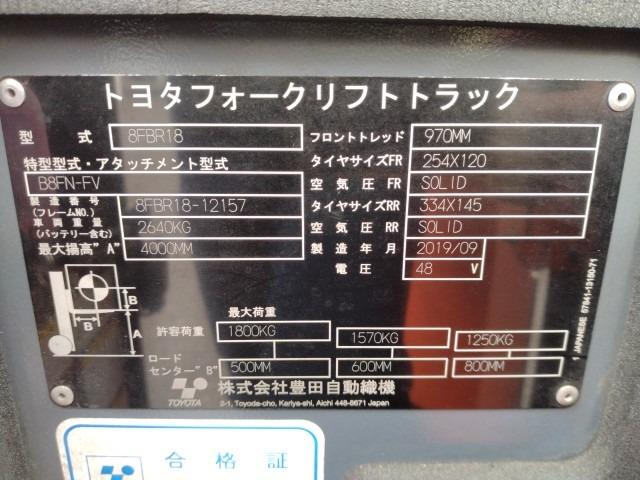 トヨタフォークリフトトラック
型 式 8FBR18 フロントトレッド 970MM
特型型式・アタッチメント型式 タイヤサイズFR 254X120
B8FN-FV 空気圧 FR SOLID
製造番号 (フレームNO.) 8FBR18-12157 タイヤサイズRR 334X145
車両重量 (バッテリー含む) 2640KG 空気圧 RR SOLID
最大揚高"A" 4000MM 製造年月 2019/09
電圧 48 V
B
B
A
最大荷重
許容荷重 1800KG 1570KG 1250KG
ロードセンター"B" 500MM 600MM 800MM
TOYOTA 株式会社豊田自動織機
2-1, Toyoda-cho, Kariya-shi, Aichi 448-8671 Japan
JAPANESE 57641-13150-71
合格証